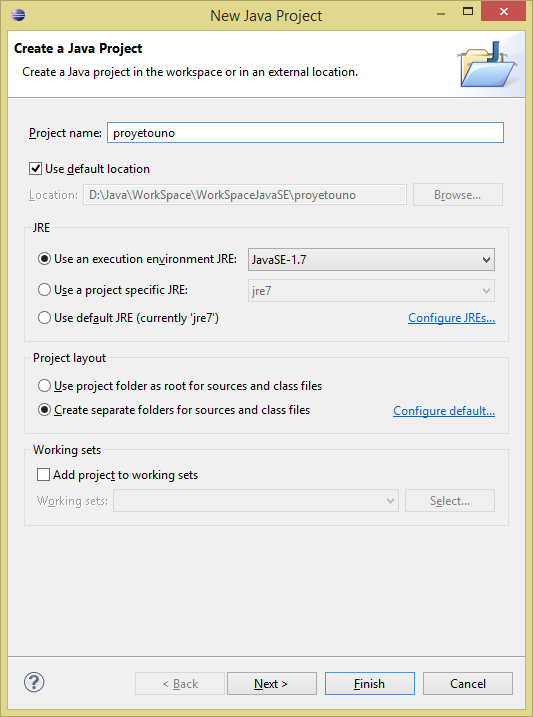 New Java Project
Create a Java Project
Create a Java project in the workspace or in an external location.
Project name: proyetouno
Use default location
Location: D:\Java\WorkSpace\WorkSpaceJavaSE\proyetouno Browse...
JRE
Use an execution environment JRE: JavaSE-1.7
Use a project specific JRE: jre7
Use default JRE (currently 'jre7') Configure JREs...
Project layout
Use project folder as root for sources and class files
Create separate folders for sources and class files Configure default...
Working sets
Add project to working sets
Working sets: Select...
? < Back Next > Finish Cancel